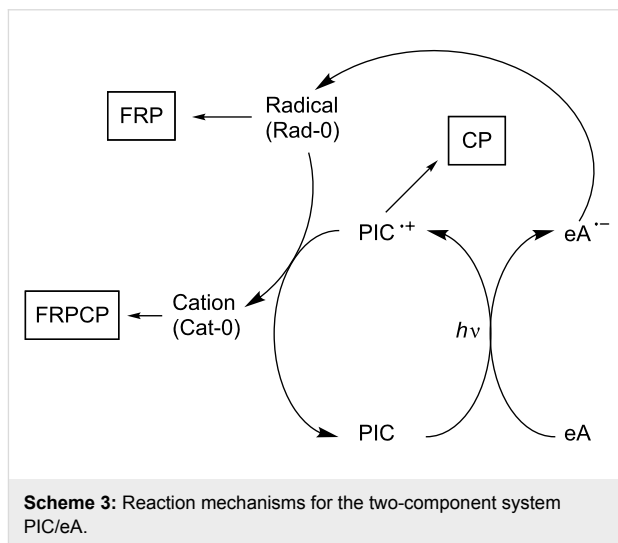 Radical
(Rad-0)
FRP
CP
PIC•+
eA•−
Cation
(Cat-0)
FRPCP
hν
PIC
eA
Scheme 3: Reaction mechanisms for the two-component system
PIC/eA.